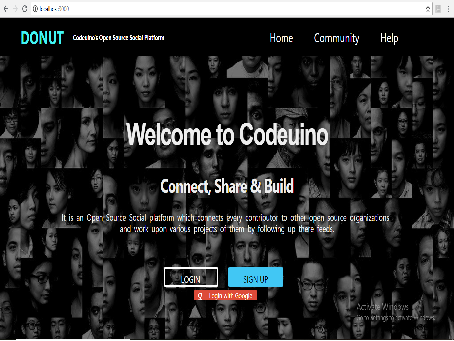 localhost:5000
DONUT Codeuino's Open Source Social Platform Home Community Help
Welcome to Codeuino
Connect, Share & Build
It is an Open Source Social platform which connects every contributor to other open source organizations
and work upon various projects of them by following up there feeds.
LOGIN SIGN UP
Login with Google
Activate Windows
Go to Settings to activate Windows.